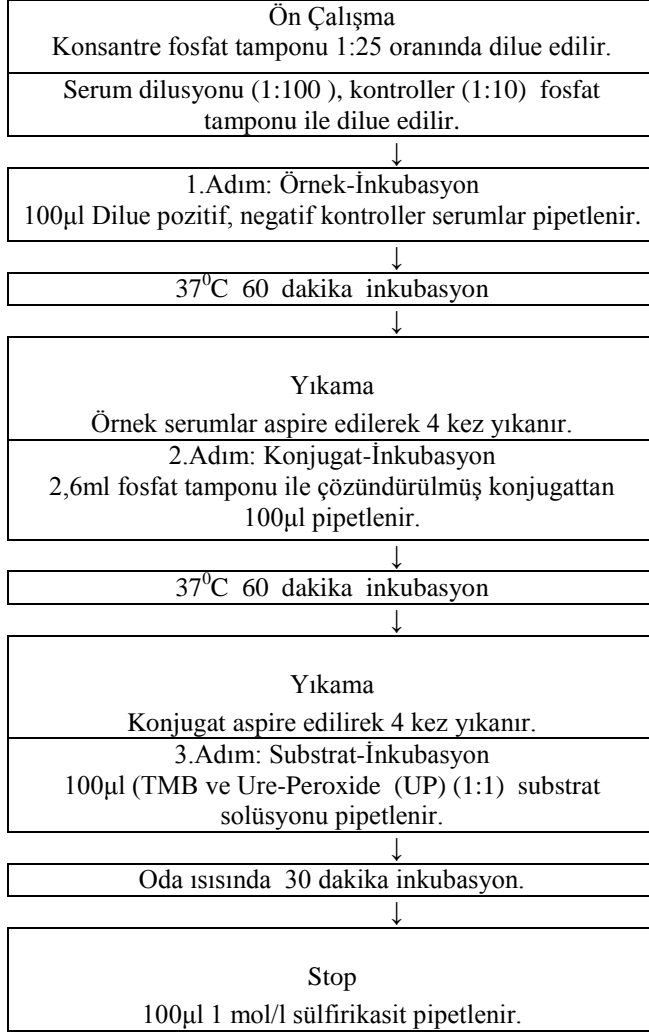 Ön Çalışma
Konsantre fosfat tamponu 1:25 oranında dilue edilir.
Serum dilusyonu (1:100 ), kontroller (1:10) fosfat
tamponu ile dilue edilir.
↓
1.Adım: Örnek-İnkubasyon
100µl Dilue pozitif, negatif kontroller serumlar pipetlenir.
↓
37⁰C 60 dakika inkubasyon
↓
Yıkama
Örnek serumlar aspire edilerek 4 kez yıkanır.
2.Adım: Konjugat-İnkubasyon
2,6ml fosfat tamponu ile çözündürülmüş konjugattan
100µl pipetlenir.
↓
37⁰C 60 dakika inkubasyon
↓
Yıkama
Konjugat aspire edilirek 4 kez yıkanır.
3.Adım: Substrat-İnkubasyon
100µl (TMB ve Ure-Peroxide (UP) (1:1) substrat
solüsyonu pipetlenir.
↓
Oda ısısında 30 dakika inkubasyon.
↓
Stop
100µl 1 mol/l sülfirikasit pipetlenir.